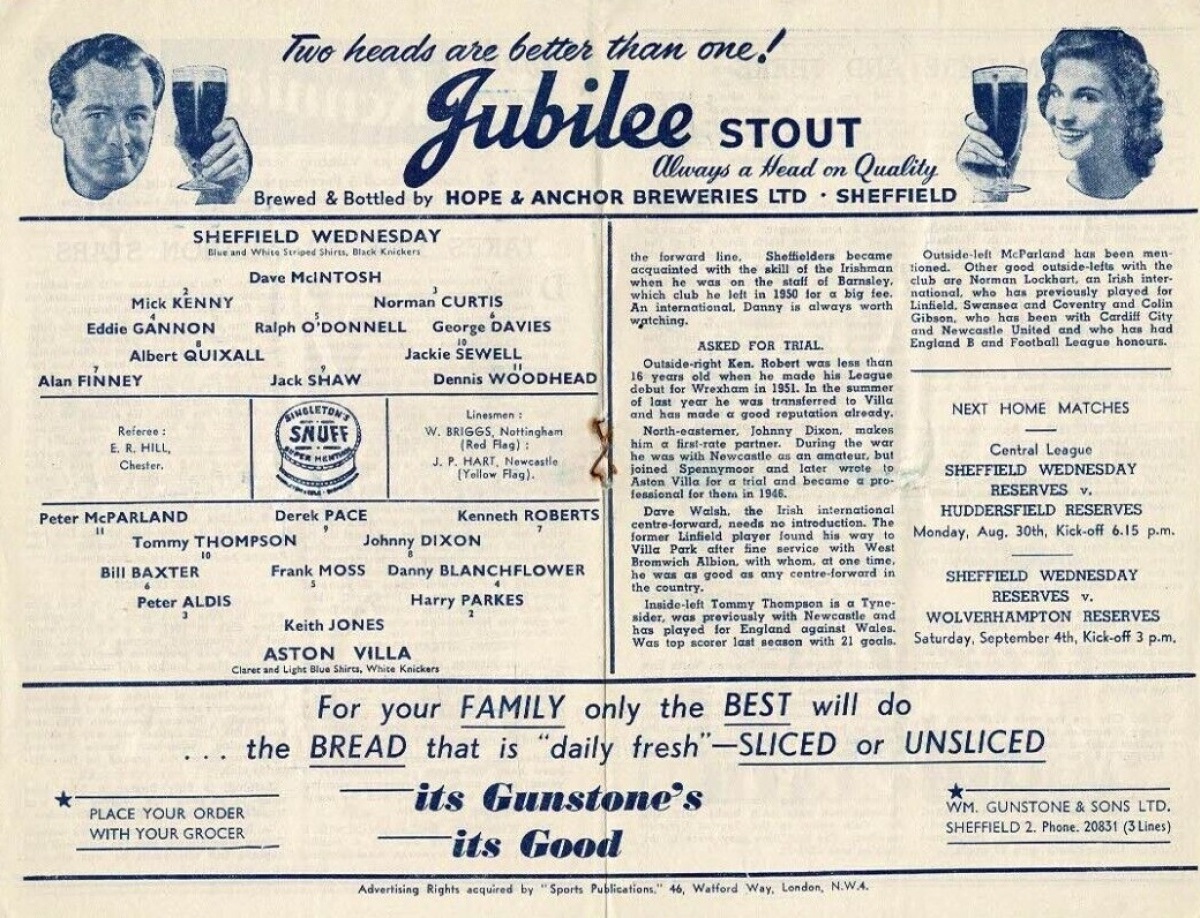 Two heads are better than one!
Jubilee STOUT
Always a Head on Quality
Brewed & Bottled by HOPE & ANCHOR BREWERIES LTD · SHEFFIELD
SHEFFIELD WEDNESDAY
Blue and White Striped Shirts, Black Knickers
Dave McINTOSH
2 3
Mick KENNY Norman CURTIS
4 5 6
Eddie GANNON Ralph O'DONNELL George DAVIES
8 10
Albert QUIXALL Jackie SEWELL
7 9 11
Alan FINNEY Jack SHAW Dennis WOODHEAD
Referee :
E. R. HILL,
Chester.
SINGLETON'S
SNUFF
SUPER MENTHOL
Linesmen :
W. BRIGGS, Nottingham
(Red Flag) :
J. P. HART, Newcastle
(Yellow Flag).
Peter McPARLAND Derek PACE Kenneth ROBERTS
11 9 7
Tommy THOMPSON Johnny DIXON
10 8
Bill BAXTER Frank MOSS Danny BLANCHFLOWER
6 5 4
Peter ALDIS Harry PARKES
3 2
Keith JONES
ASTON VILLA
Claret and Light Blue Shirts, White Knickers
the forward line. Sheffielders became
acquainted with the skill of the Irishman
when he was on the staff of Barnsley,
which club he left in 1950 for a big fee.
An international, Danny is always worth
watching.
ASKED FOR TRIAL.
Outside-right Ken. Robert was less than
16 years old when he made his League
debut for Wrexham in 1951. In the summer
of last year he was transferred to Villa
and has made a good reputation already.
North-easterner, Johnny Dixon, makes
him a first-rate partner. During the war
he was with Newcastle as an amateur, but
joined Spennymoor and later wrote to
Aston Villa for a trial and became a pro-
fessional for them in 1946.
Dave Walsh, the Irish international
centre-forward, needs no introduction. The
former Linfield player found his way to
Villa Park after fine service with West
Bromwich Albion, with whom, at one time,
he was as good as any centre-forward in
the country.
Inside-left Tommy Thompson is a Tyne-
sider, was previously with Newcastle and
has played for England against Wales.
Was top scorer last season with 21 goals.
Outside-left McParland has been men-
tioned. Other good outside-lefts with the
club are Norman Lockhart, an Irish inter-
national, who has previously played for
Linfield, Swansea and Coventry and Colin
Gibson, who has been with Cardiff City
and Newcastle United and who has had
England B and Football League honours.
NEXT HOME MATCHES
Central League
SHEFFIELD WEDNESDAY
RESERVES v.
HUDDERSFIELD RESERVES
Monday, Aug. 30th, Kick-off 6.15 p.m.
SHEFFIELD WEDNESDAY
RESERVES v.
WOLVERHAMPTON RESERVES
Saturday, September 4th, Kick-off 3 p.m.
For your FAMILY only the BEST will do
. . . the BREAD that is "daily fresh"—SLICED or UNSLICED
PLACE YOUR ORDER
WITH YOUR GROCER
its Gunstone's
its Good
WM. GUNSTONE & SONS LTD.
SHEFFIELD 2. Phone. 20831 (3 Lines)
Advertising Rights acquired by "Sports Publications," 46, Watford Way, London, N.W.4.